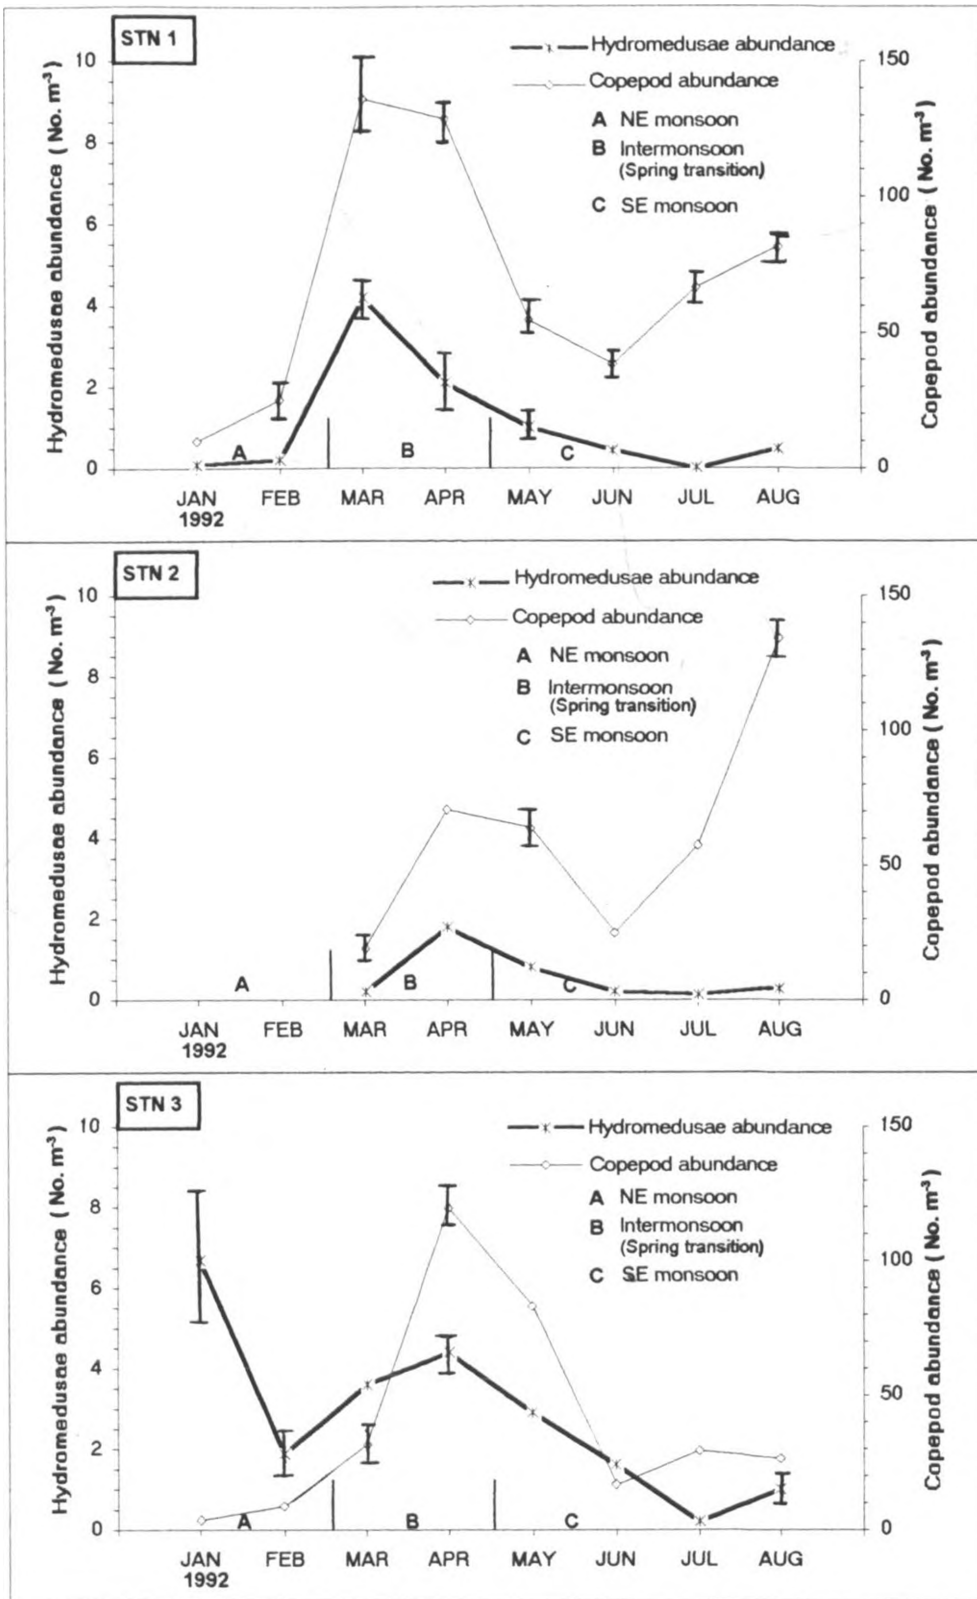 STN 1
Hydromedusae abundance
Copepod abundance
A NE monsoon
B Intermonsoon
(Spring transition)
C SE monsoon
Hydromedusae abundance ( No. m⁻³ )
10
8
6
4
2
0
Copepod abundance ( No. m⁻³ )
150
100
50
0
A B C
JAN FEB MAR APR MAY JUN JUL AUG
1992
STN 2
Hydromedusae abundance
Copepod abundance
A NE monsoon
B Intermonsoon
(Spring transition)
C SE monsoon
Hydromedusae abundance ( No. m⁻³ )
10
8
6
4
2
0
Copepod abundance ( No. m⁻³ )
150
100
50
0
A B C
JAN FEB MAR APR MAY JUN JUL AUG
1992
STN 3
Hydromedusae abundance
Copepod abundance
A NE monsoon
B Intermonsoon
(Spring transition)
C SE monsoon
Hydromedusae abundance ( No. m⁻³ )
10
8
6
4
2
0
Copepod abundance ( No. m⁻³ )
150
100
50
0
A B C
JAN FEB MAR APR MAY JUN JUL AUG
1992